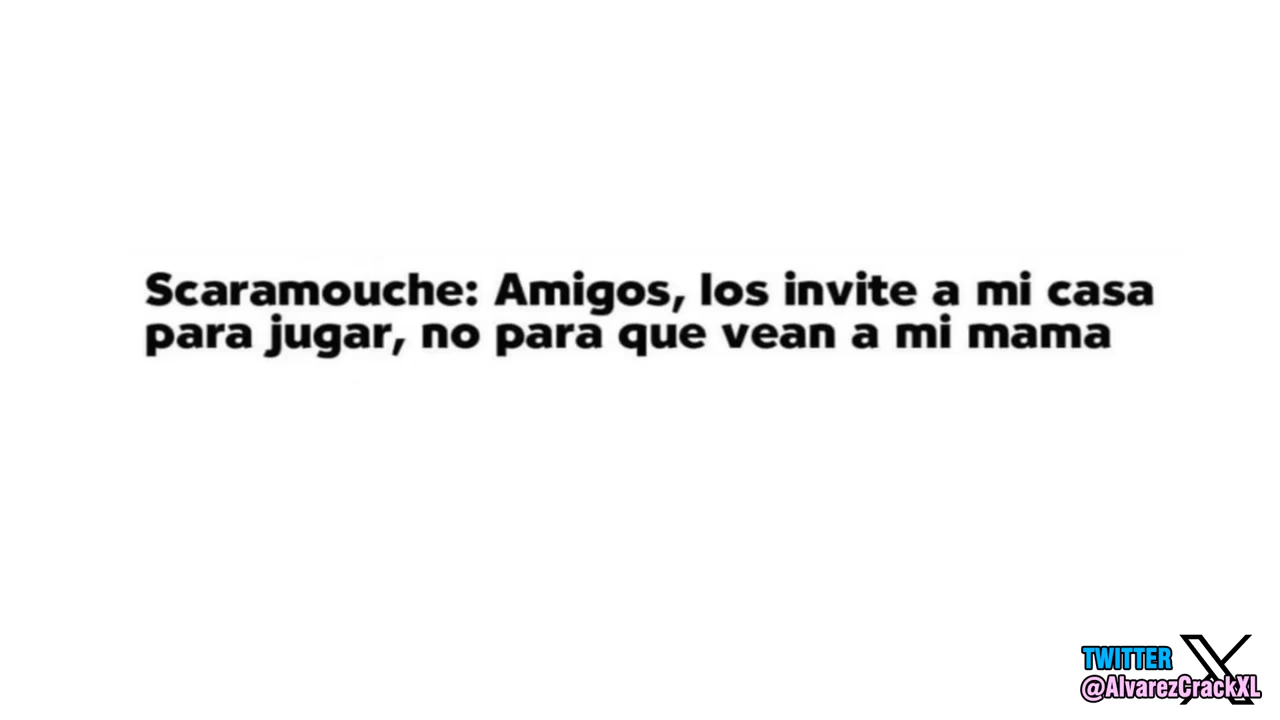 Scaramouche: Amigos, los invite a mi casa
para jugar, no para que vean a mi mama
TWITTER
@AlvarezCrackXL